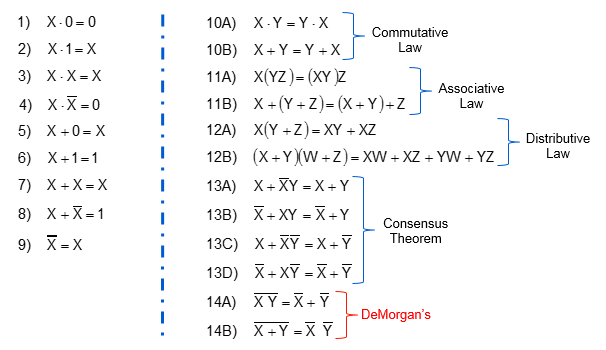 1) X · 0 = 0
2) X · 1 = X
3) X · X = X
4) X · X̅ = 0
5) X + 0 = X
6) X + 1 = 1
7) X + X = X
8) X + X̅ = 1
9) X̿ = X
10A) X · Y = Y · X
10B) X + Y = Y + X
Commutative
Law
11A) X(YZ) = (XY)Z
11B) X + (Y + Z) = (X + Y) + Z
Associative
Law
12A) X(Y + Z) = XY + XZ
12B) (X + Y)(W + Z) = XW + XZ + YW + YZ
Distributive
Law
13A) X + X̅Y = X + Y
13B) X̅ + XY = X̅ + Y
13C) X + X̅Y̅ = X + Y̅
13D) X̅ + XY̅ = X̅ + Y̅
Consensus
Theorem
14A) X̅ ̅Y̅ = X̅ + Y̅
14B) X̅ ̅+̅ ̅Y̅ = X̅ Y̅
DeMorgan's